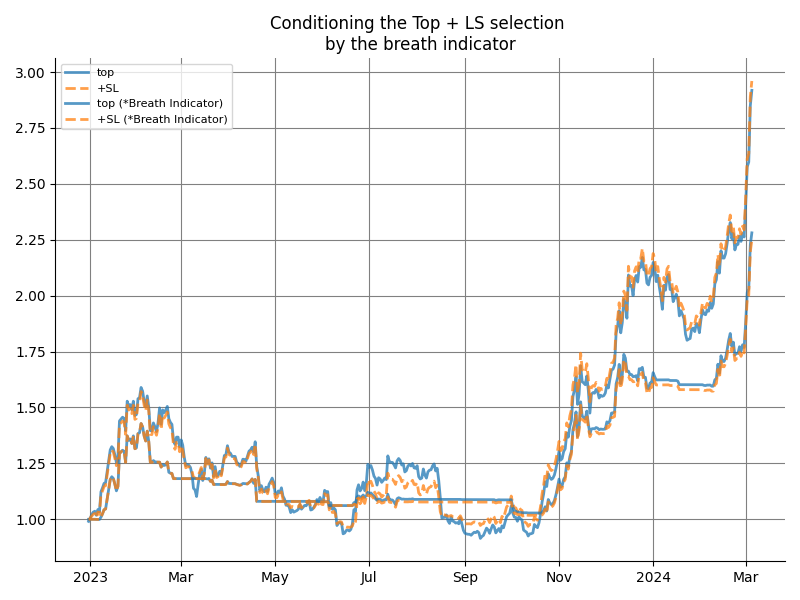 Conditioning the Top + LS selection
by the breath indicator
3.00
2.75
2.50
2.25
2.00
1.75
1.50
1.25
1.00
top
+SL
top (*Breath Indicator)
+SL (*Breath Indicator)
2023
Mar
May
Jul
Sep
Nov
2024
Mar